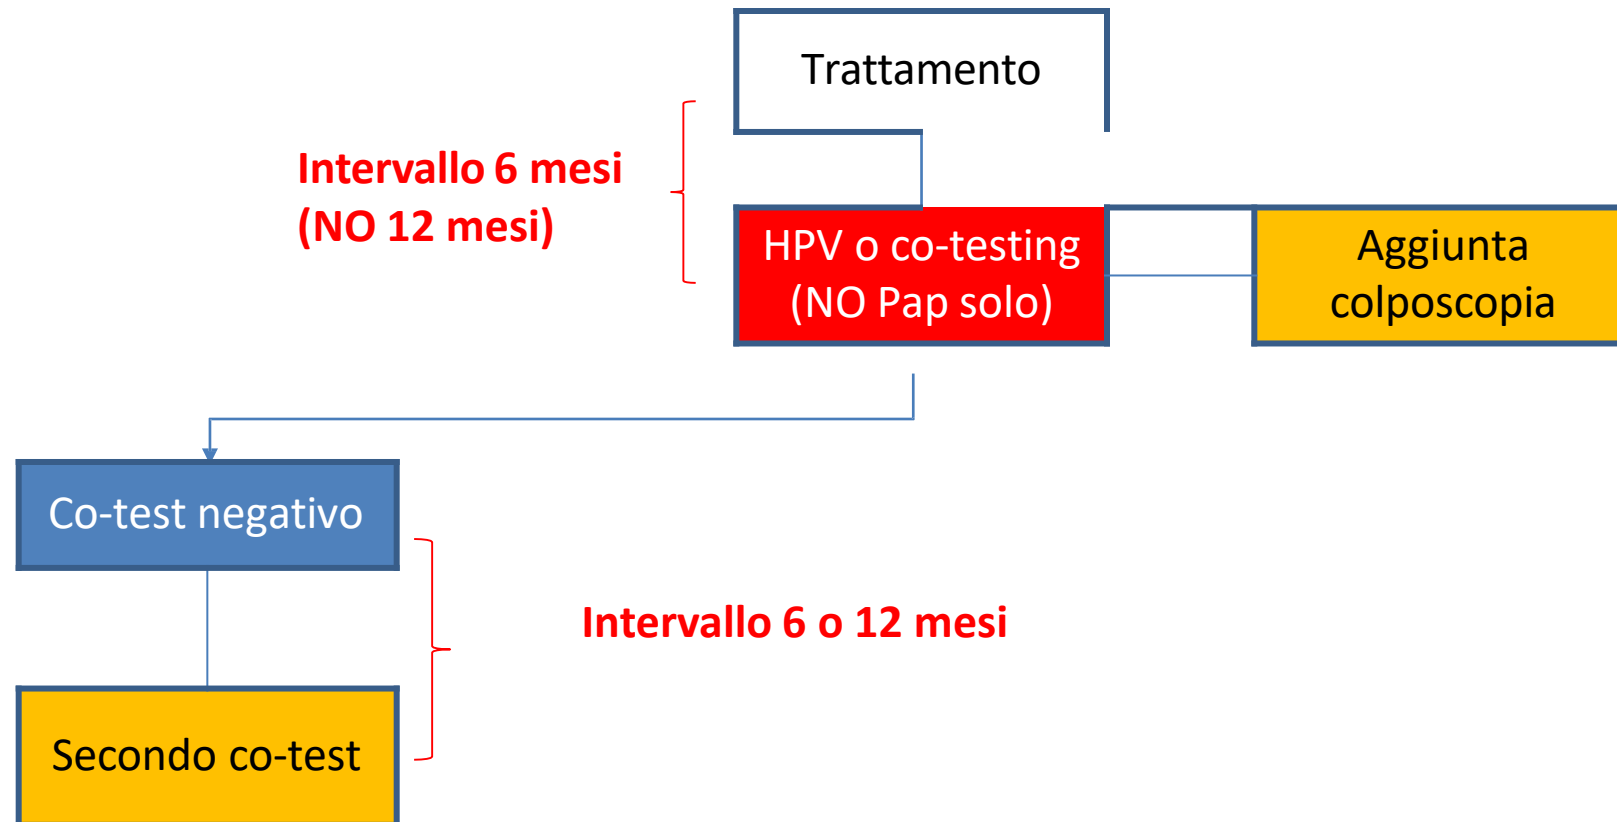 Trattamento
Intervallo 6 mesi
(NO 12 mesi)
HPV o co-testing
(NO Pap solo)
Aggiunta
colposcopia
Co-test negativo
Intervallo 6 o 12 mesi
Secondo co-test